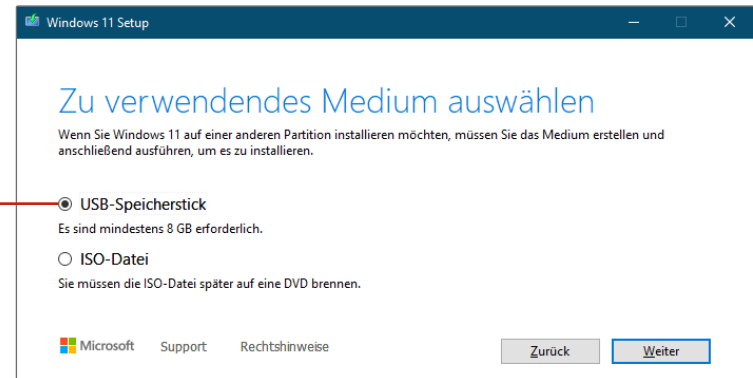 Windows 11 Setup
Zu verwendendes Medium auswählen
Wenn Sie Windows 11 auf einer anderen Partition installieren möchten, müssen Sie das Medium erstellen und
anschließend ausführen, um es zu installieren.
USB-Speicherstick
Es sind mindestens 8 GB erforderlich.
ISO-Datei
Sie müssen die ISO-Datei später auf eine DVD brennen.
Microsoft Support Rechtshinweise Zurück Weiter